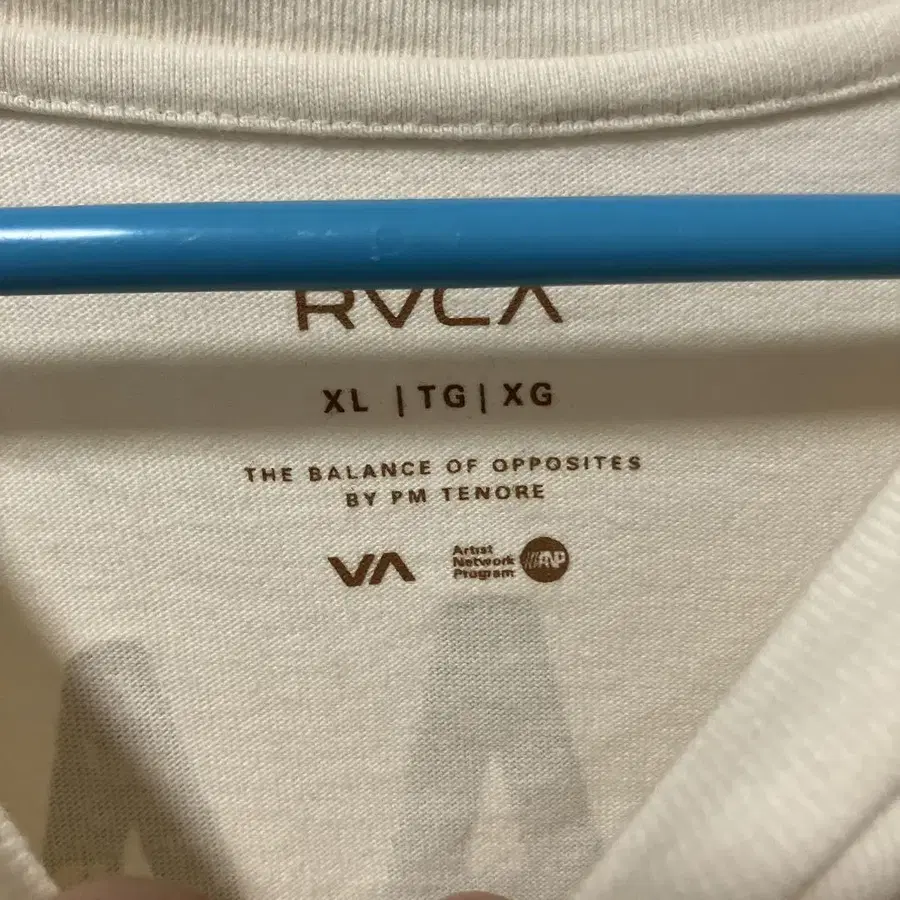 RVCA
XL | TG | XG
THE BALANCE OF OPPOSITES
BY PM TENORE
VA
Artist
Network
Program
ANP